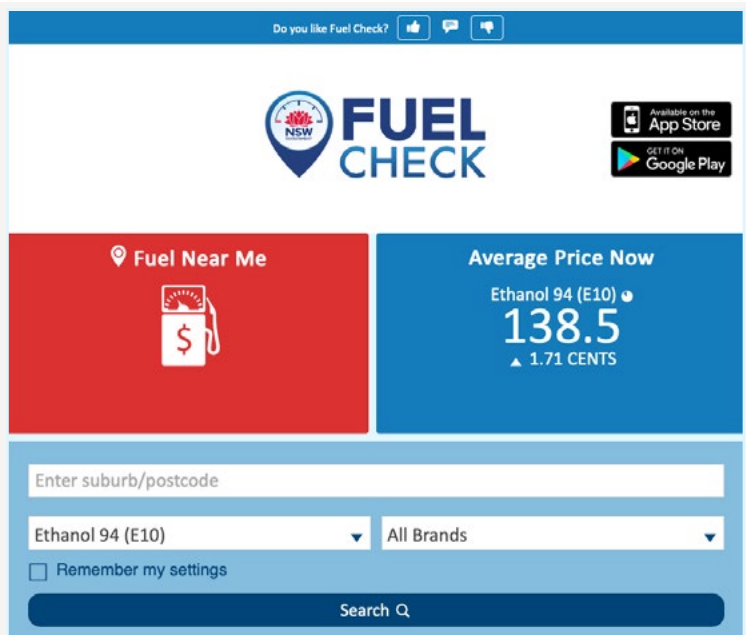 Do you like Fuel Check?
NSW
FUEL
CHECK
Available on the
App Store
GET IT ON
Google Play
Fuel Near Me
$
Average Price Now
Ethanol 94 (E10)
138.5
▲ 1.71 CENTS
Enter suburb/postcode
Ethanol 94 (E10)
All Brands
Remember my settings
Search